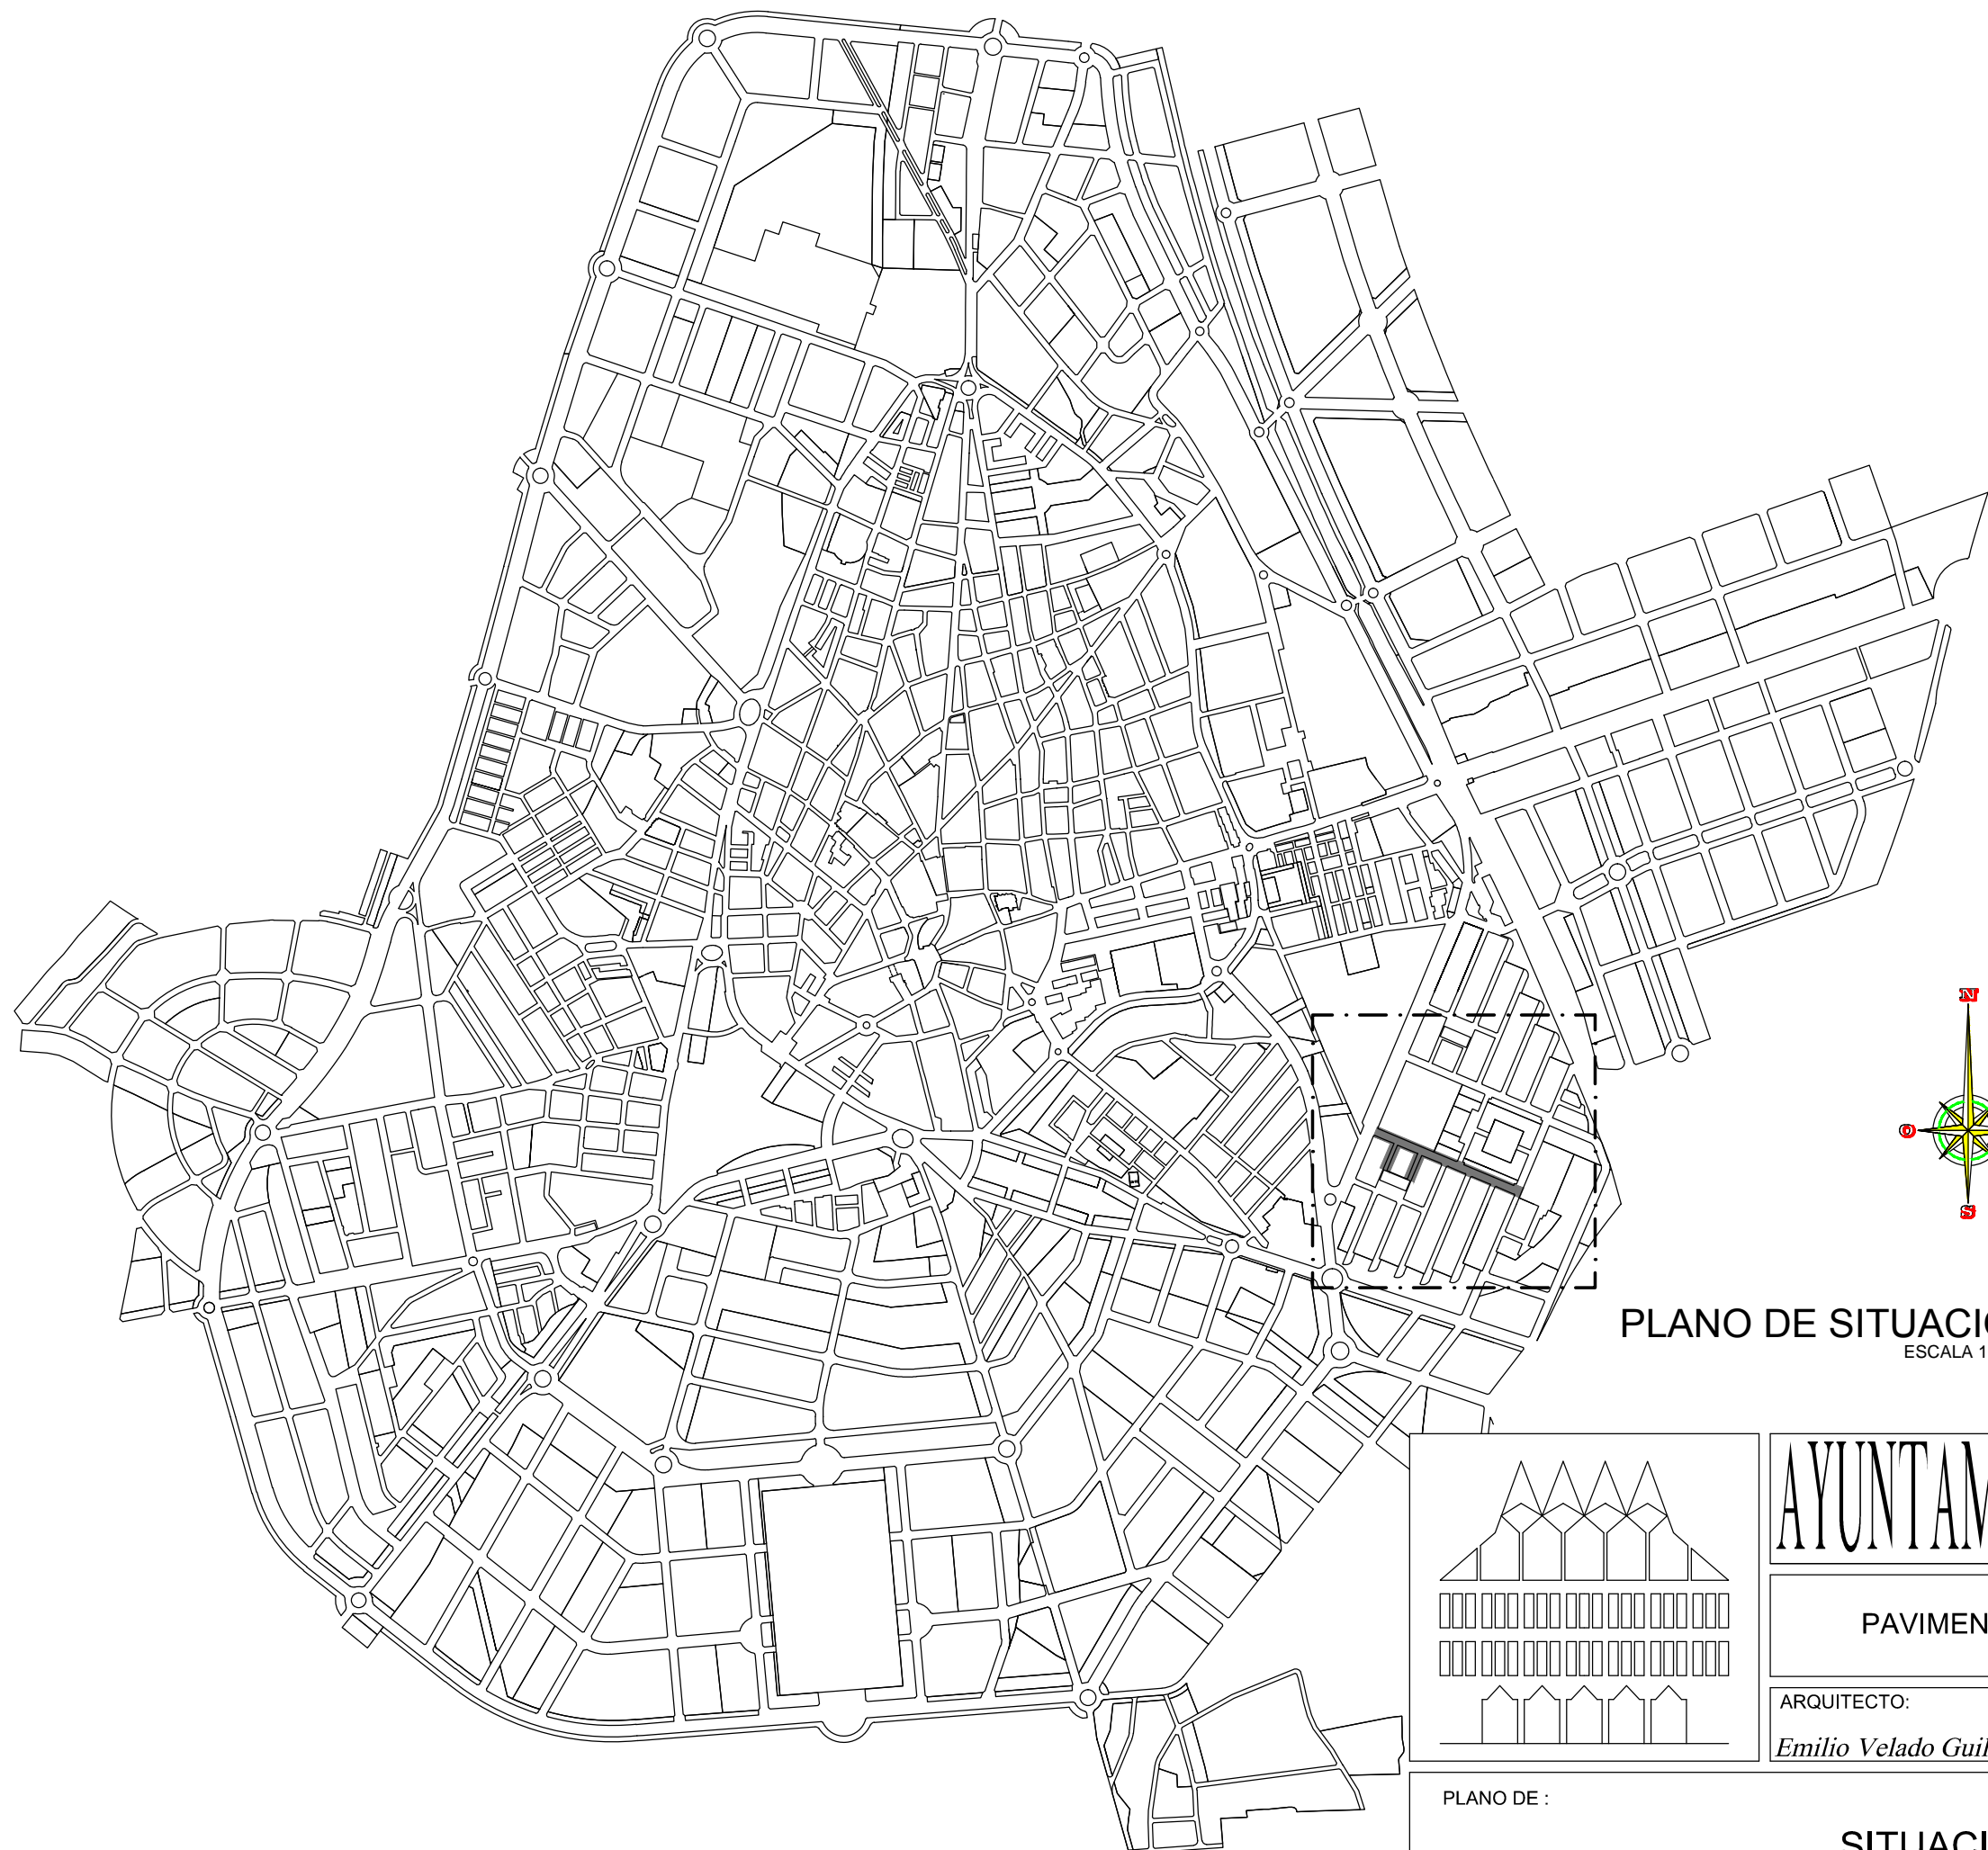 N
O
S
PLANO DE SITUACI
ESCALA 1
AYUNTAM
PAVIMEN
ARQUITECTO:
Emilio Velado Guil
PLANO DE :
SITUACI